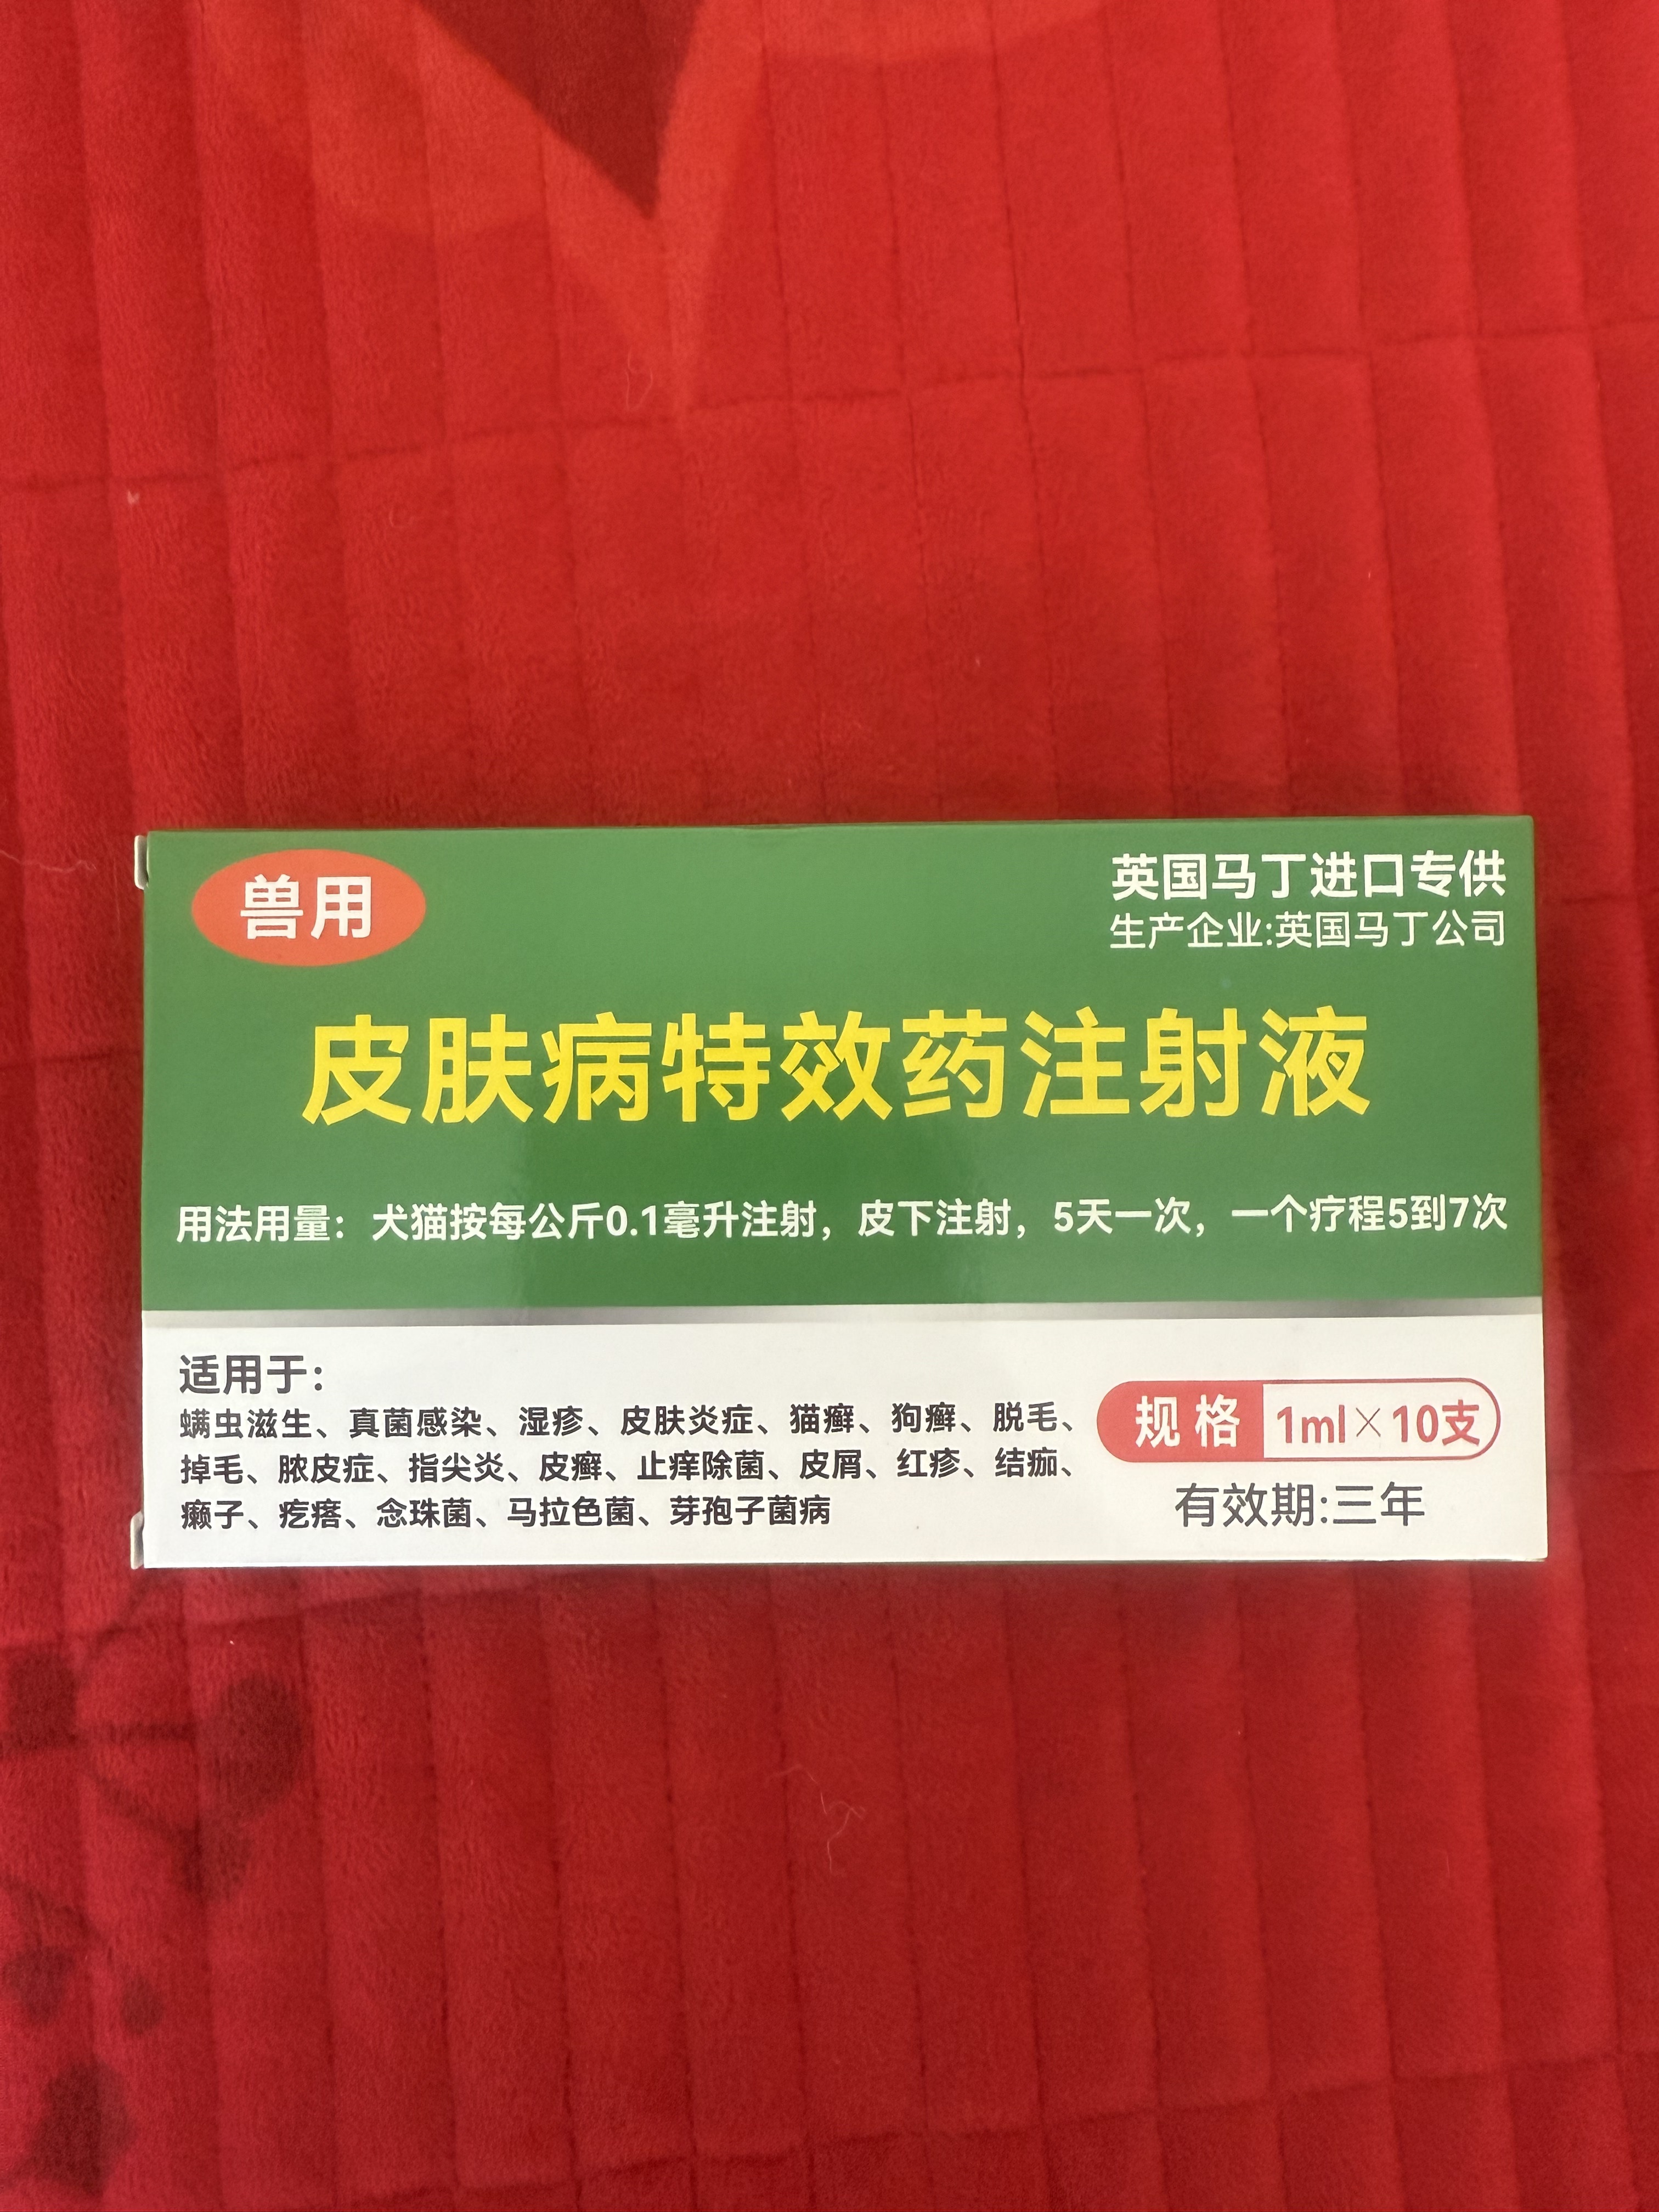 兽用
英国马丁进口专供
生产企业:英国马丁公司
皮肤病特效药注射液
用法用量：犬猫按每公斤0.1毫升注射，皮下注射，5天一次，一个疗程5到7次
适用于：
螨虫滋生、真菌感染、湿疹、皮肤炎症、猫癣、狗癣、脱毛、
掉毛、脓皮症、指尖炎、皮癣、止痒除菌、皮屑、红疹、结痂、
癞子、疙瘩、念珠菌、马拉色菌、芽孢子菌病
规格 1ml×10支
有效期:三年